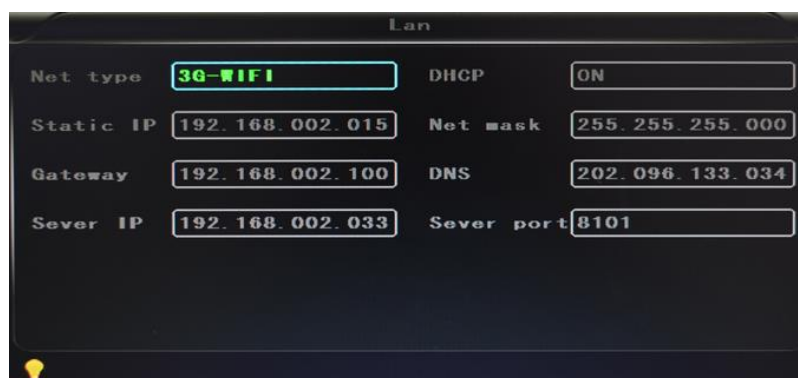 Lan
Net type 3G-WIFI DHCP ON
Static IP 192.168.002.015 Net mask 255.255.255.000
Gateway 192.168.002.100 DNS 202.096.133.034
Sever IP 192.168.002.033 Sever port 8101